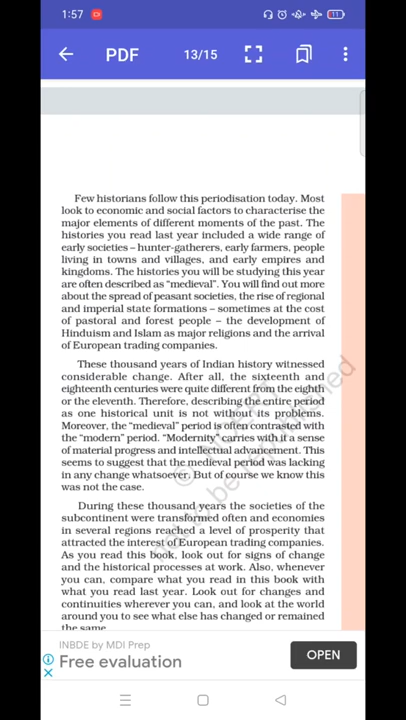 1:57
11
PDF
13/15
Few historians follow this periodisation today. Most
look to economic and social factors to characterise the
major elements of different moments of the past. The
histories you read last year included a wide range of
early societies – hunter-gatherers, early farmers, people
living in towns and villages, and early empires and
kingdoms. The histories you will be studying this year
are often described as “medieval”. You will find out more
about the spread of peasant societies, the rise of regional
and imperial state formations – sometimes at the cost
of pastoral and forest people – the development of
Hinduism and Islam as major religions and the arrival
of European trading companies.
These thousand years of Indian history witnessed
considerable change. After all, the sixteenth and
eighteenth centuries were quite different from the eighth
or the eleventh. Therefore, describing the entire period
as one historical unit is not without its problems.
Moreover, the “medieval” period is often contrasted with
the “modern” period. “Modernity” carries with it a sense
of material progress and intellectual advancement. This
seems to suggest that the medieval period was lacking
in any change whatsoever. But of course we know this
was not the case.
During these thousand years the societies of the
subcontinent were transformed often and economies
in several regions reached a level of prosperity that
attracted the interest of European trading companies.
As you read this book, look out for signs of change
and the historical processes at work. Also, whenever
you can, compare what you read in this book with
what you read last year. Look out for changes and
continuities wherever you can, and look at the world
around you to see what else has changed or remained
the same.
not to be republished
INBDE by MDI Prep
Free evaluation
OPEN